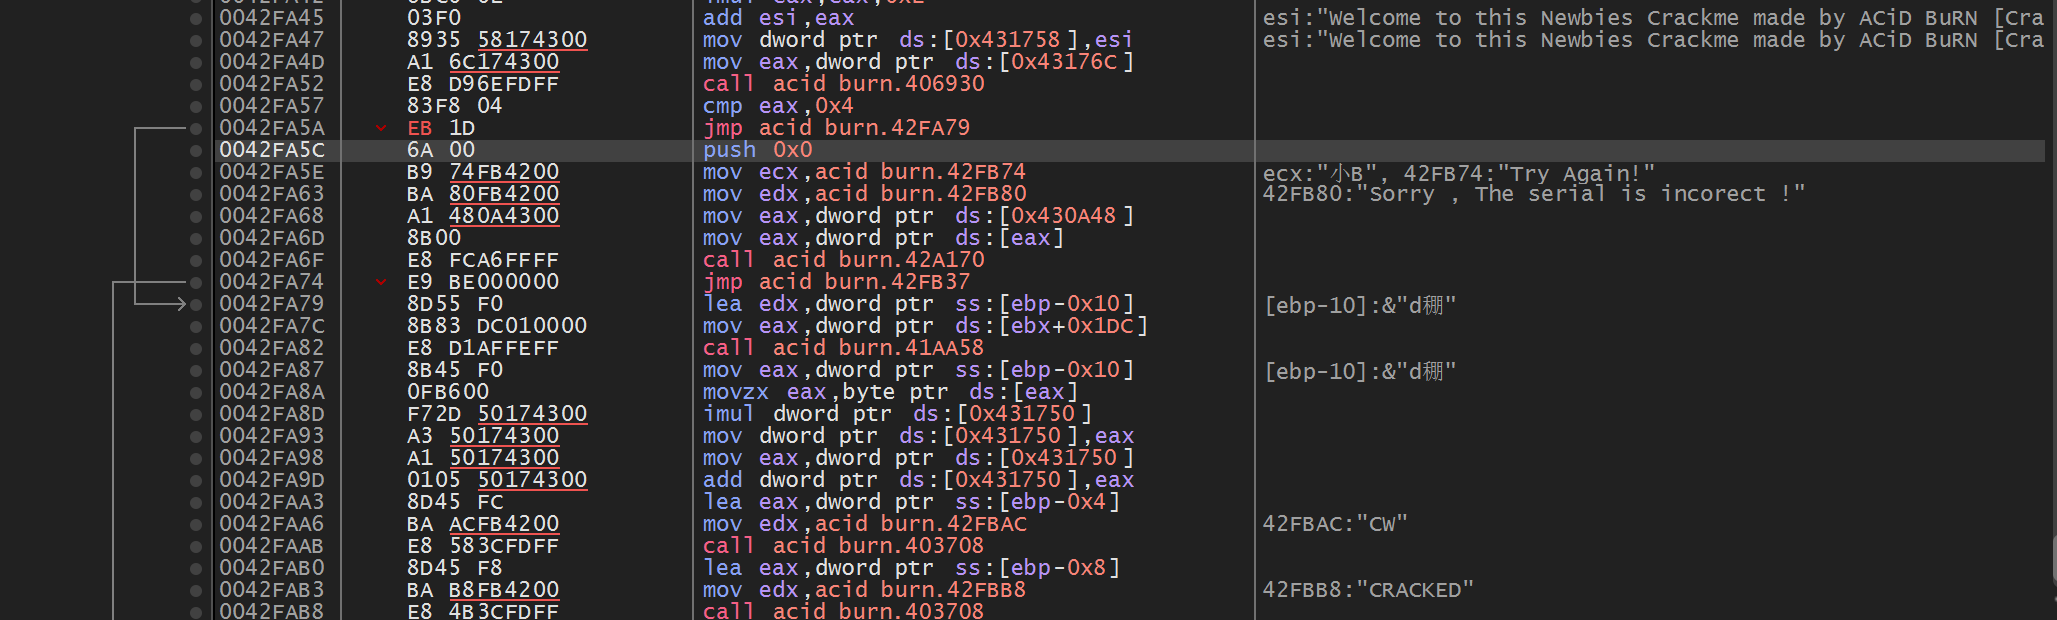 0042FA45 03F0 add esi,eax esi:"Welcome to this Newbies Crackme made by ACiD BuRN [Cra
0042FA47 8935 58174300 mov dword ptr ds:[0x431758],esi esi:"Welcome to this Newbies Crackme made by ACiD BuRN [Cra
0042FA4D A1 6C174300 mov eax,dword ptr ds:[0x43176C]
0042FA52 E8 D96EFDFF call acid burn.406930
0042FA57 83F8 04 cmp eax,0x4
0042FA5A EB 1D jmp acid burn.42FA79
0042FA5C 6A 00 push 0x0
0042FA5E B9 74FB4200 mov ecx,acid burn.42FB74 ecx:"小B", 42FB74:"Try Again!"
0042FA63 BA 80FB4200 mov edx,acid burn.42FB80 42FB80:"Sorry , The serial is incorect !"
0042FA68 A1 480A4300 mov eax,dword ptr ds:[0x430A48]
0042FA6D 8B00 mov eax,dword ptr ds:[eax]
0042FA6F E8 FCA6FFFF call acid burn.42A170
0042FA74 E9 BE000000 jmp acid burn.42FB37
0042FA79 8D55 F0 lea edx,dword ptr ss:[ebp-0x10] [ebp-10]:&"d棚"
0042FA7C 8B83 DC010000 mov eax,dword ptr ds:[ebx+0x1DC]
0042FA82 E8 D1AFFEFF call acid burn.41AA58
0042FA87 8B45 F0 mov eax,dword ptr ss:[ebp-0x10] [ebp-10]:&"d棚"
0042FA8A 0FB600 movzx eax,byte ptr ds:[eax]
0042FA8D F72D 50174300 imul dword ptr ds:[0x431750]
0042FA93 A3 50174300 mov dword ptr ds:[0x431750],eax
0042FA98 A1 50174300 mov eax,dword ptr ds:[0x431750]
0042FA9D 0105 50174300 add dword ptr ds:[0x431750],eax
0042FAA3 8D45 FC lea eax,dword ptr ss:[ebp-0x4]
0042FAA6 BA ACFB4200 mov edx,acid burn.42FBAC 42FBAC:"CW"
0042FAAB E8 583CFDFF call acid burn.403708
0042FAB0 8D45 F8 lea eax,dword ptr ss:[ebp-0x8]
0042FAB3 BA B8FB4200 mov edx,acid burn.42FBB8 42FBB8:"CRACKED"
0042FAB8 E8 4B3CFDFF call acid burn.403708